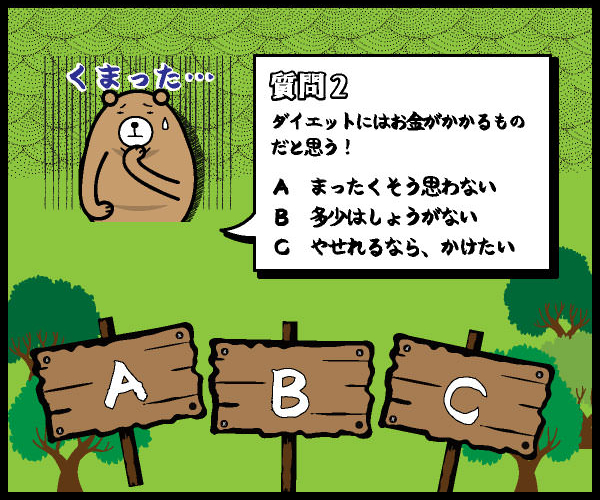 くまった…
質問2
ダイエットにはお金がかかるもの
だと思う！
A まったくそう思わない
B 多少はしょうがない
C やせれるなら、かけたい
A
B
C